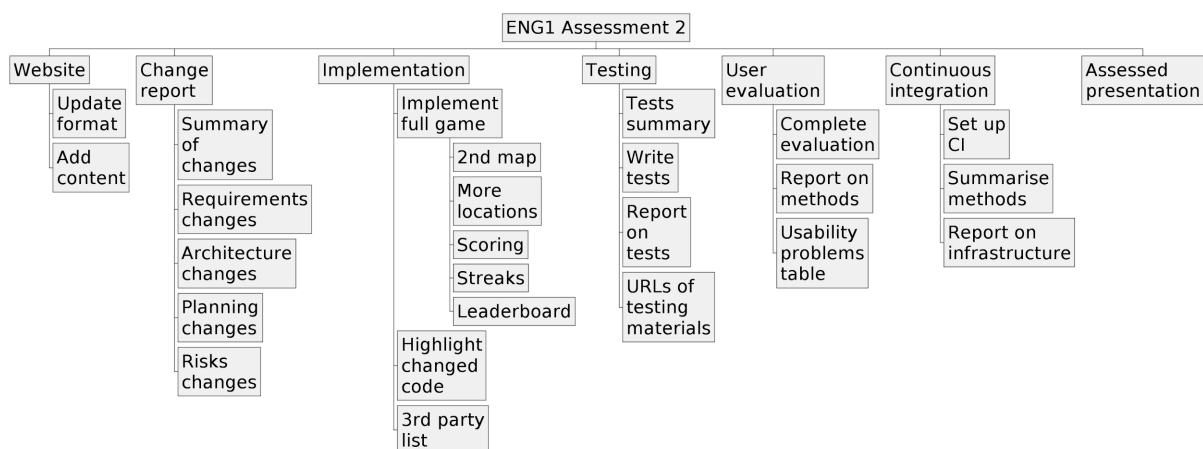 ENG1 Assessment 2
Website
Update
format
Add
content
Change
report
Summary
of
changes
Requirements
changes
Architecture
changes
Planning
changes
Risks
changes
Implementation
Implement
full game
2nd map
More
locations
Scoring
Streaks
Leaderboard
Highlight
changed
code
3rd party
list
Testing
Tests
summary
Write
tests
Report
on
tests
URLs of
testing
materials
User
evaluation
Complete
evaluation
Report on
methods
Usability
problems
table
Continuous
integration
Set up
CI
Summarise
methods
Report on
infrastructure
Assessed
presentation